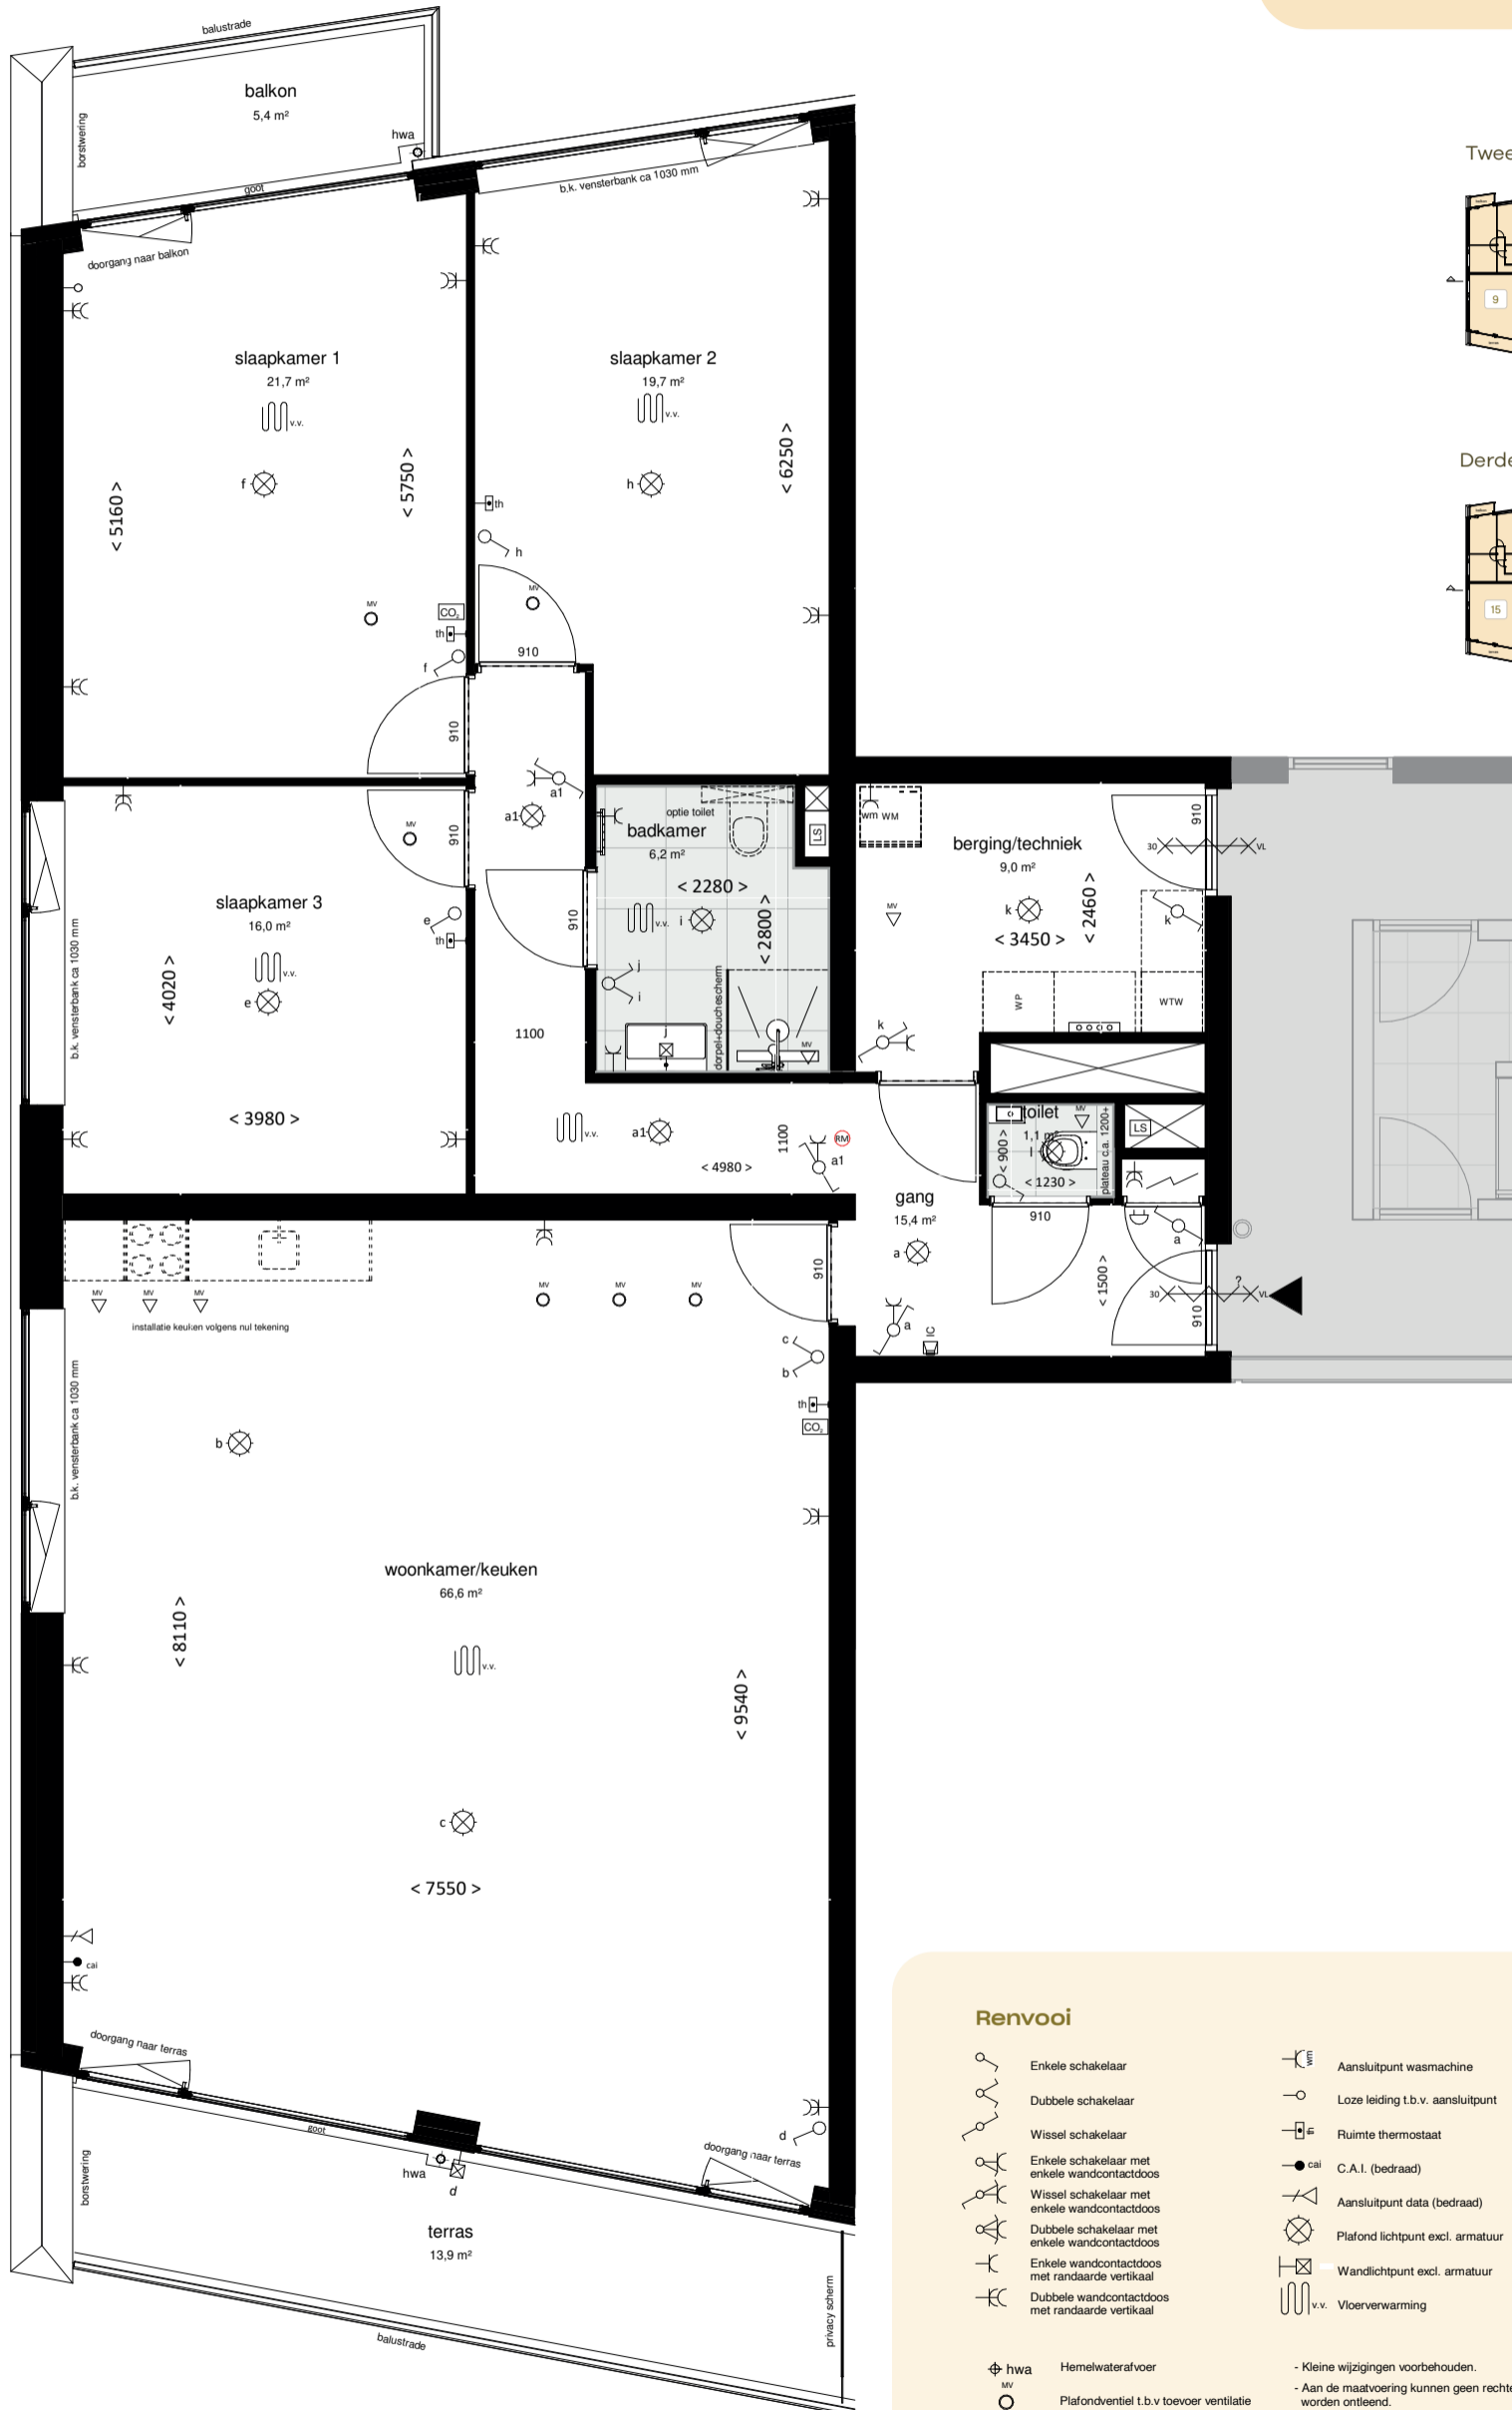 balustrade
balkon
5,4 m²
borstwering
hwa
goot
b.k. vensterbank ca 1030 mm
doorgang naar balkon
Twee
9
slaapkamer 1
21,7 m²
v.v.
f
< 5160 >
< 5750 >
MV
CO₂
th
f
910
slaapkamer 2
19,7 m²
v.v.
h
< 6250 >
th
h
MV
910
Derde
15
slaapkamer 3
16,0 m²
v.v.
e
MV
910
e
th
b.k. vensterbank ca 1030 mm
< 4020 >
< 3980 >
a1
a1
910
1100
optie toilet
badkamer
6,2 m²
LS
< 2280 >
v.v.
i
< 2800 >
j
i
j
dorpel+douchescherm
MV
wm
WM
berging/techniek
9,0 m²
910
30
VL
MV
k
< 3450 >
< 2460 >
k
WP
WTW
k
v.v.
a1
1100
RM
a1
< 4980 >
toilet
1,1 m²
MV
l
< 900 >
< 1230 >
plateau c.a. 1200+
LS
910
gang
15,4 m²
a
a
IC
< 1500 >
a
30
?
VL
910
MV
MV
MV
installatie keuken volgens nul tekening
MV
MV
MV
910
c
b
th
CO₂
b.k. vensterbank ca 1030 mm
b
woonkamer/keuken
66,6 m²
v.v.
< 8110 >
< 9540 >
c
< 7550 >
cai
doorgang naar terras
goot
hwa
d
d
doorgang naar terras
borstwering
terras
13,9 m²
privacy scherm
balustrade
Renvooi
Enkele schakelaar
Dubbele schakelaar
Wissel schakelaar
Enkele schakelaar met
enkele wandcontactdoos
Wissel schakelaar met
enkele wandcontactdoos
Dubbele schakelaar met
enkele wandcontactdoos
Enkele wandcontactdoos
met randaarde vertikaal
Dubbele wandcontactdoos
met randaarde vertikaal
wm
Aansluitpunt wasmachine
Loze leiding t.b.v. aansluitpunt
th
Ruimte thermostaat
cai
C.A.I. (bedraad)
Aansluitpunt data (bedraad)
Plafond lichtpunt excl. armatuur
Wandlichtpunt excl. armatuur
v.v.
Vloerverwarming
hwa
Hemelwaterafvoer
MV
Plafondventiel t.b.v toevoer ventilatie
- Kleine wijzigingen voorbehouden.
- Aan de maatvoering kunnen geen rechte
worden ontleend.